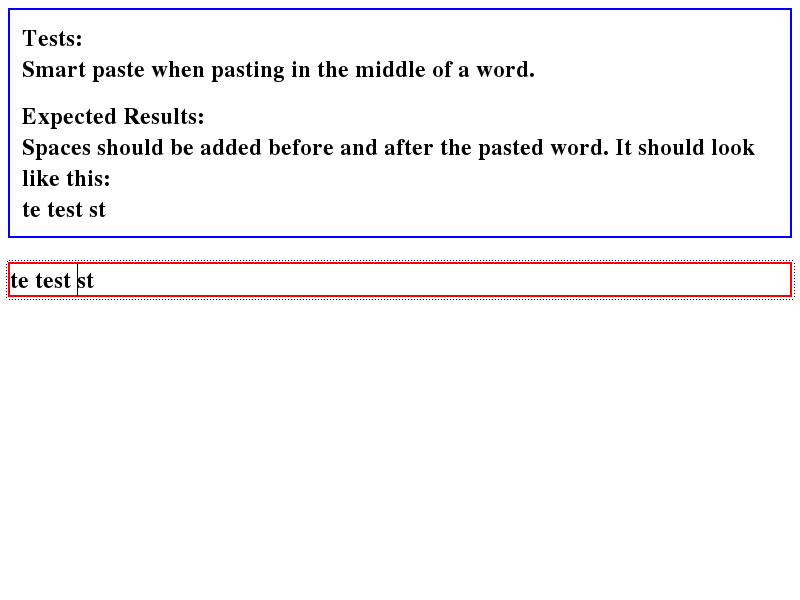 Tests:
Smart paste when pasting in the middle of a word.
Expected Results:
Spaces should be added before and after the pasted word. It should look
like this:
te test st
te test st